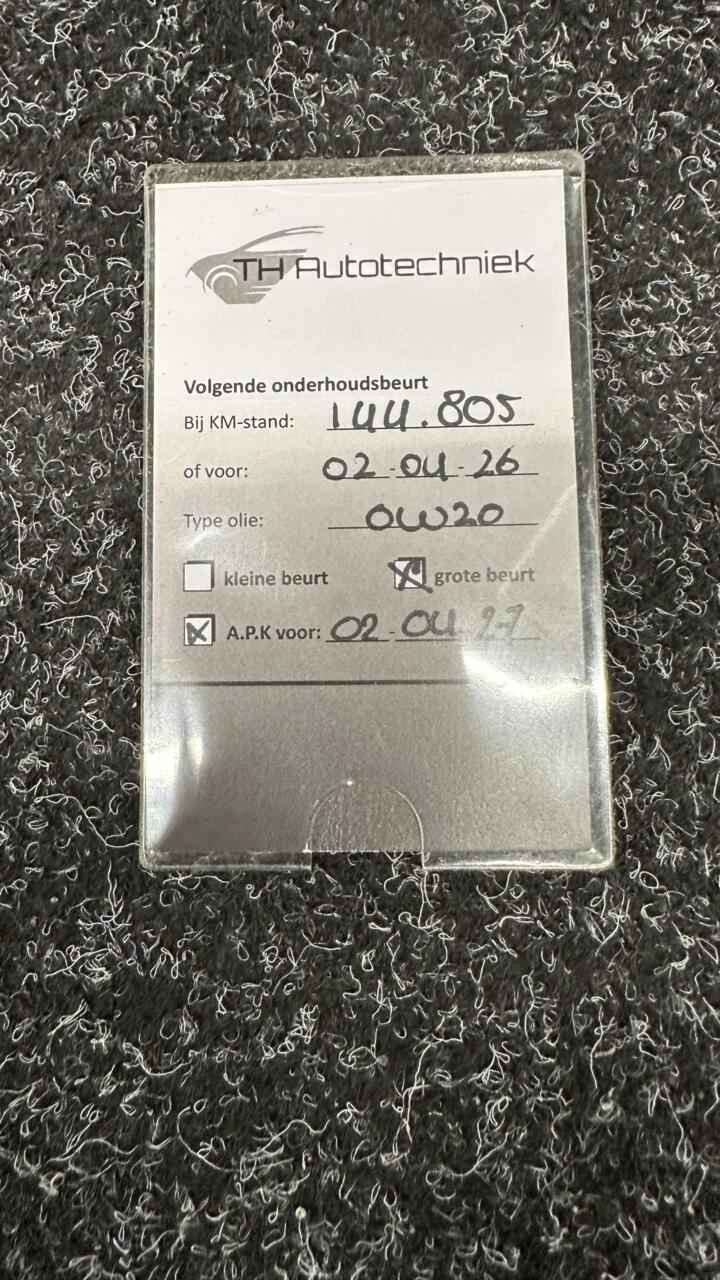 TH Autotechniek
Volgende onderhoudsbeurt
Bij KM-stand: 144.805
of voor: 02-04-26
Type olie: 0W20
kleine beurt grote beurt
A.P.K voor: 02-04-27